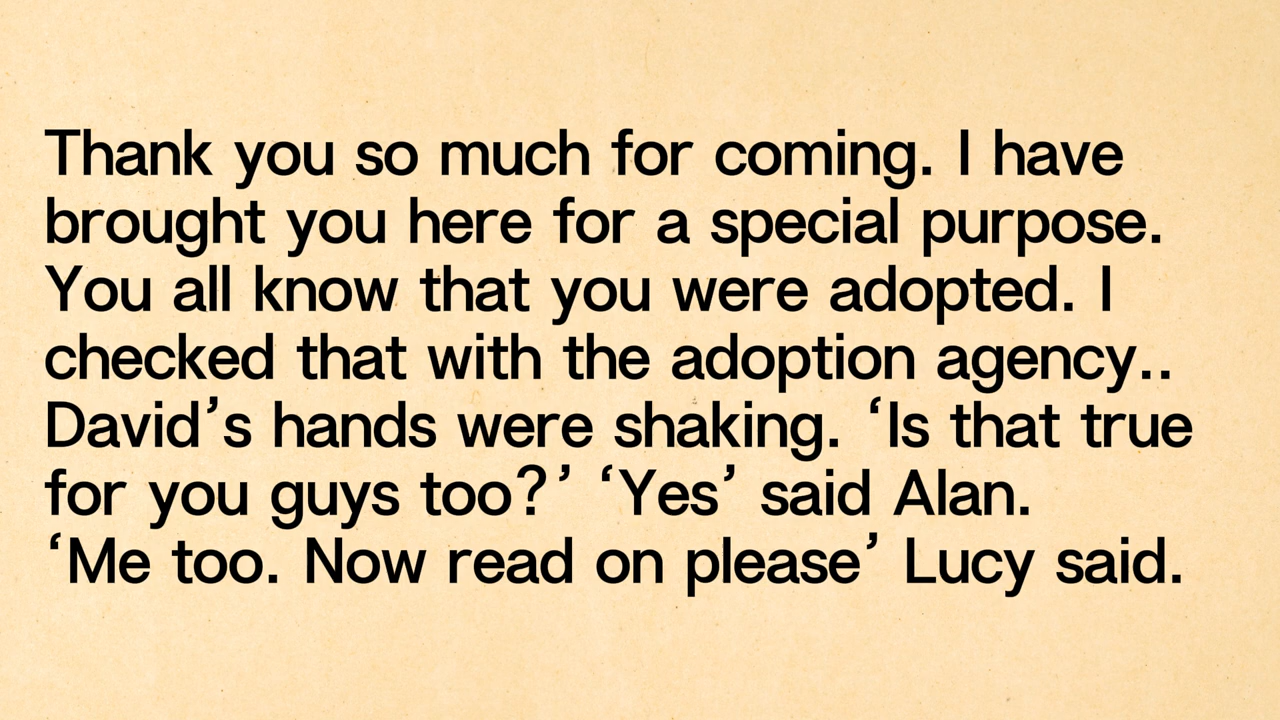 Thank you so much for coming. I have
brought you here for a special purpose.
You all know that you were adopted. I
checked that with the adoption agency..
David’s hands were shaking. ‘Is that true
for you guys too?’ ‘Yes’ said Alan.
‘Me too. Now read on please’ Lucy said.